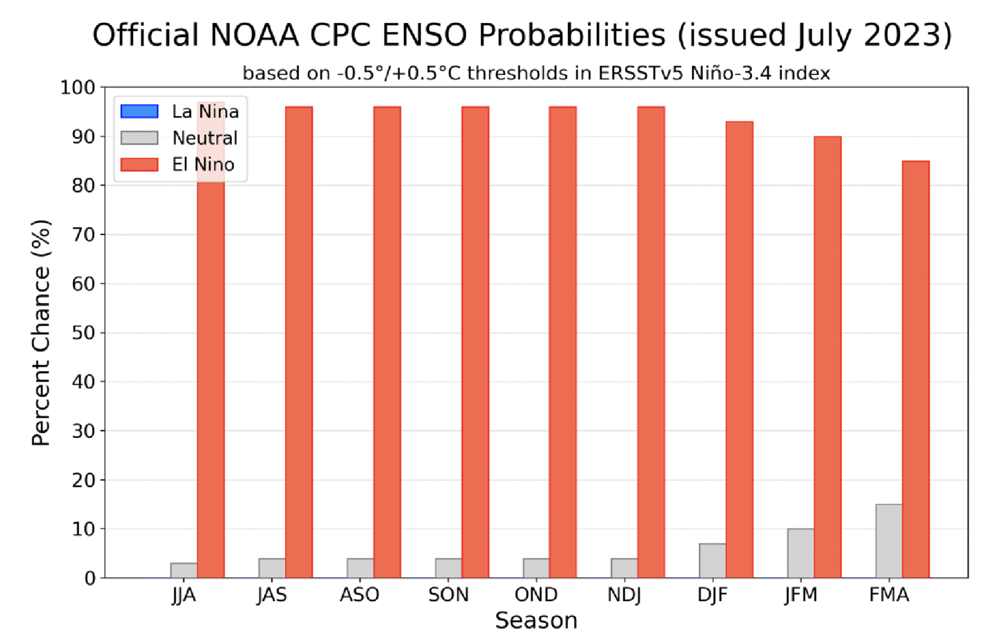 Official NOAA CPC ENSO Probabilities (issued July 2023)
based on -0.5°/+0.5°C thresholds in ERSSTv5 Niño-3.4 index
La Nina
Neutral
El Nino
Percent Chance (%)
100
90
80
70
60
50
40
30
20
10
0
JJA JAS ASO SON OND NDJ DJF JFM FMA
Season